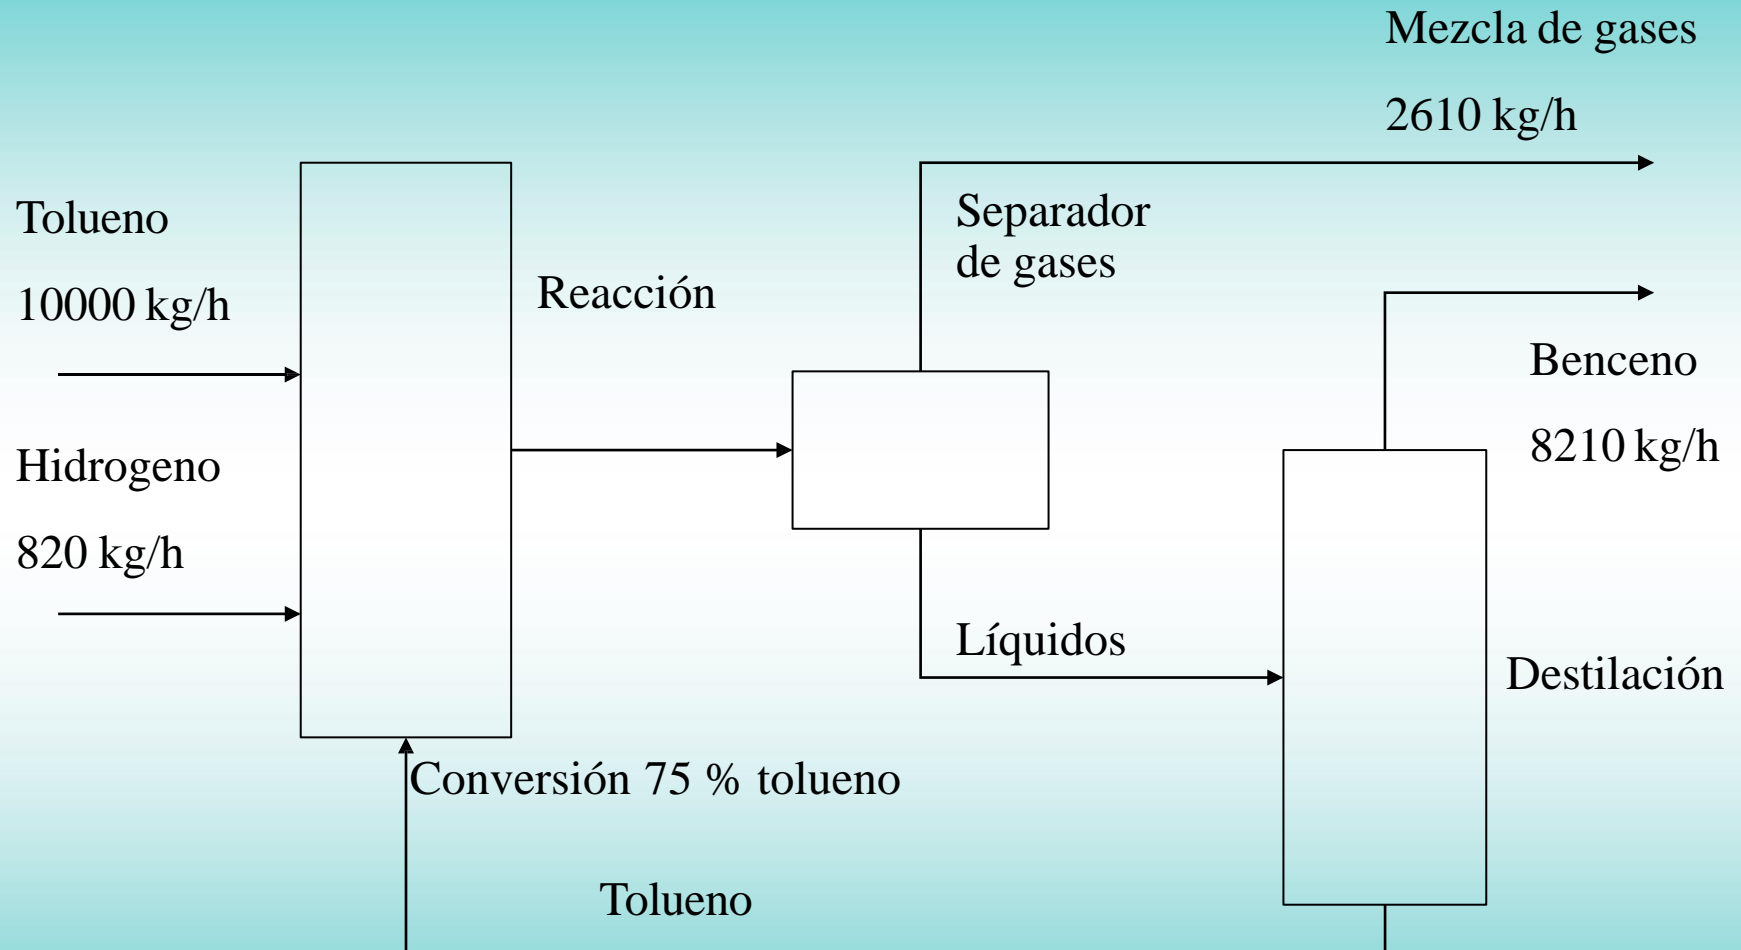 Mezcla de gases
2610 kg/h
Tolueno
10000 kg/h
Separador
de gases
Reacción
Benceno
8210 kg/h
Hidrogeno
820 kg/h
Líquidos
Destilación
Conversión 75 % tolueno
Tolueno